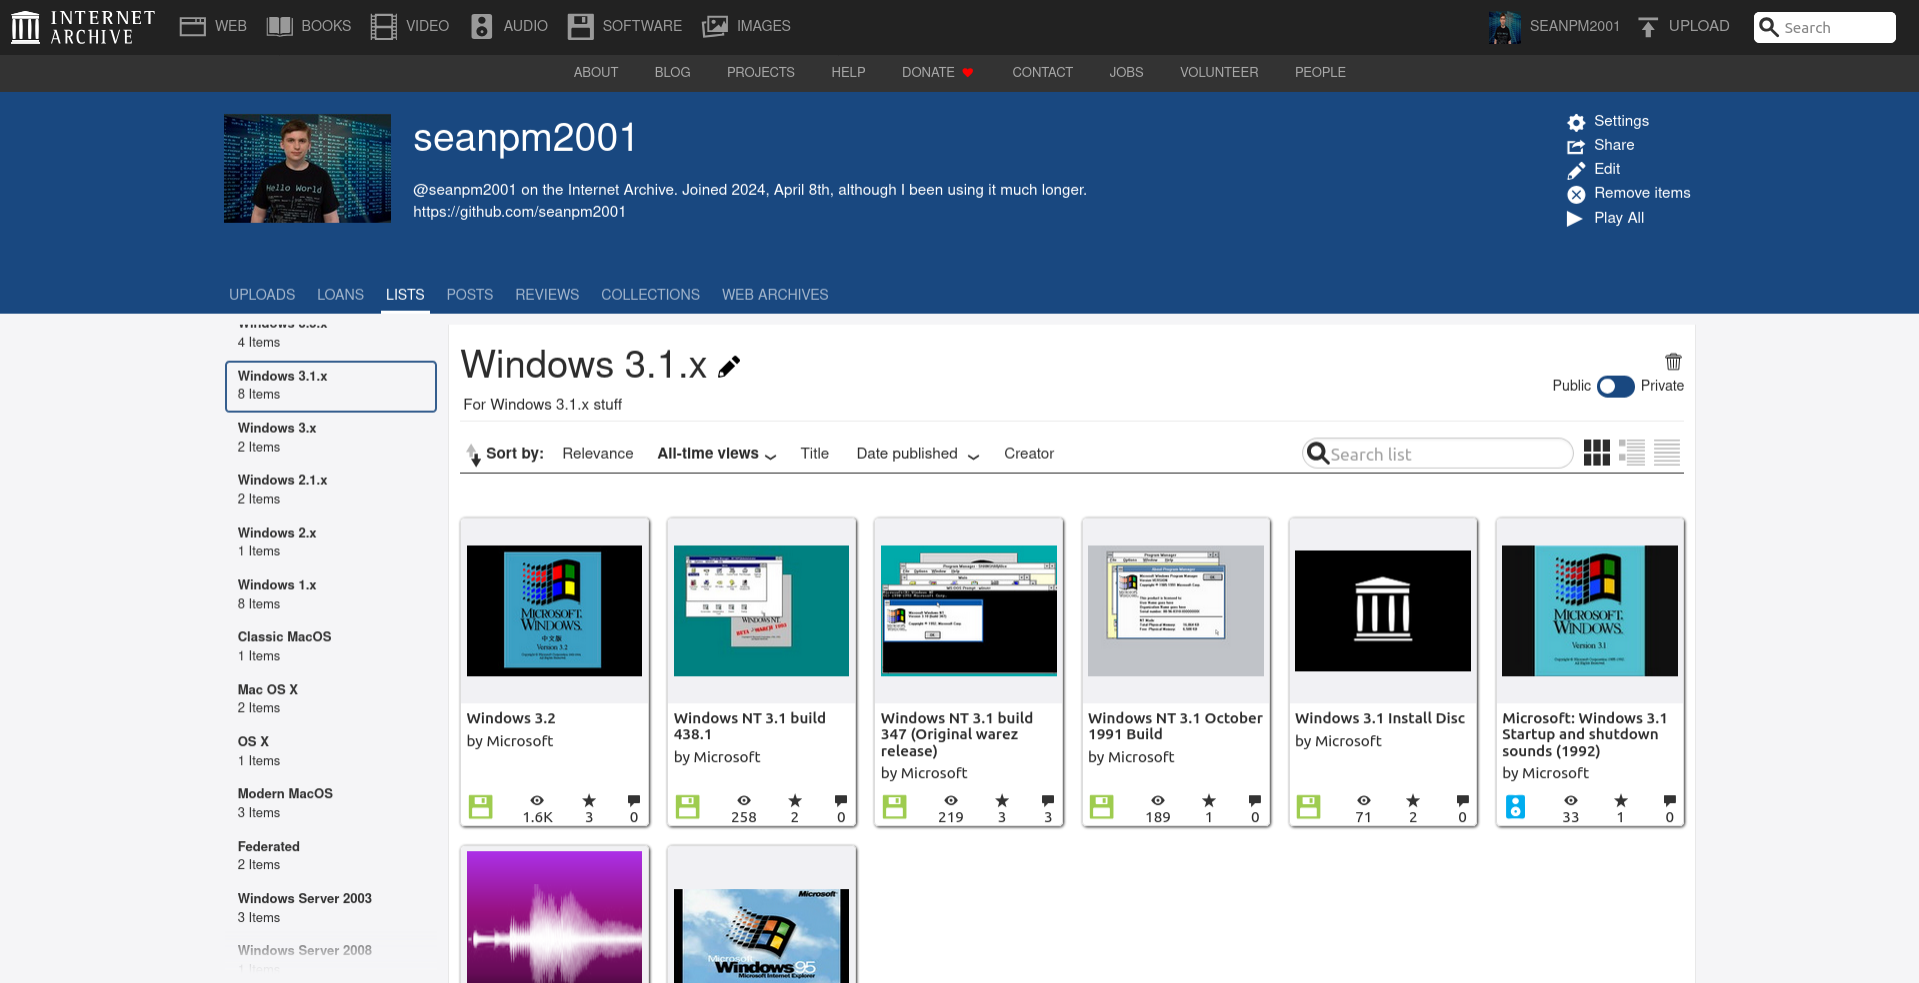 INTERNET ARCHIVE
WEB BOOKS VIDEO AUDIO SOFTWARE IMAGES
SEANPM2001 UPLOAD Search
ABOUT BLOG PROJECTS HELP DONATE CONTACT JOBS VOLUNTEER PEOPLE
Hello World
seanpm2001
@seanpm2001 on the Internet Archive. Joined 2024, April 8th, although I been using it much longer.
https://github.com/seanpm2001
Settings
Share
Edit
Remove items
Play All
UPLOADS LOANS LISTS POSTS REVIEWS COLLECTIONS WEB ARCHIVES
4 Items
Windows 3.1.x
8 Items
Windows 3.x
2 Items
Windows 2.1.x
2 Items
Windows 2.x
1 Items
Windows 1.x
8 Items
Classic MacOS
1 Items
Mac OS X
2 Items
OS X
1 Items
Modern MacOS
3 Items
Federated
2 Items
Windows Server 2003
3 Items
Windows Server 2008
1 Items
Windows 3.1.x
For Windows 3.1.x stuff
Public Private
Sort by: Relevance All-time views Title Date published Creator
Search list
MICROSOFT
WINDOWS
中文版
Version 3.2
Windows 3.2
by Microsoft
1.6K 3 0
WINDOWS NT
BETA / MARCH 1993
Windows NT 3.1 build
438.1
by Microsoft
258 2 0
Windows NT 3.1 build
347 (Original warez
release)
by Microsoft
219 3 3
Program Manager
Windows NT 3.1 October
1991 Build
by Microsoft
189 1 0
Windows 3.1 Install Disc
by Microsoft
71 2 0
MICROSOFT
WINDOWS
Version 3.1
Microsoft: Windows 3.1
Startup and shutdown
sounds (1992)
by Microsoft
33 1 0
Microsoft
Microsoft
Windows 95
Microsoft Internet Explorer